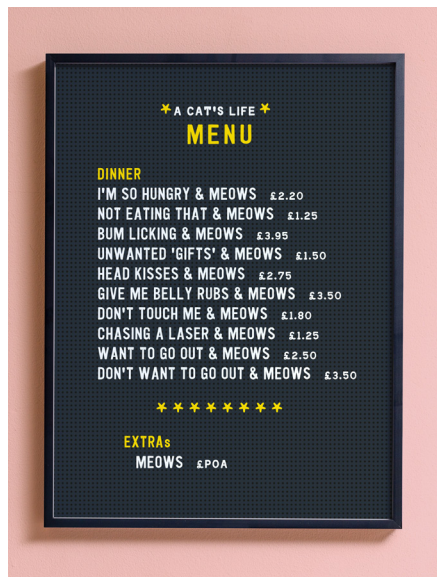 A CAT'S LIFE
MENU
DINNER
I'M SO HUNGRY & MEOWS £2.20
NOT EATING THAT & MEOWS £1.25
BUM LICKING & MEOWS £3.95
UNWANTED 'GIFTS' & MEOWS £1.50
HEAD KISSES & MEOWS £2.75
GIVE ME BELLY RUBS & MEOWS £3.50
DON'T TOUCH ME & MEOWS £1.80
CHASING A LASER & MEOWS £1.25
WANT TO GO OUT & MEOWS £2.50
DON'T WANT TO GO OUT & MEOWS £3.50
EXTRAs
MEOWS £POA